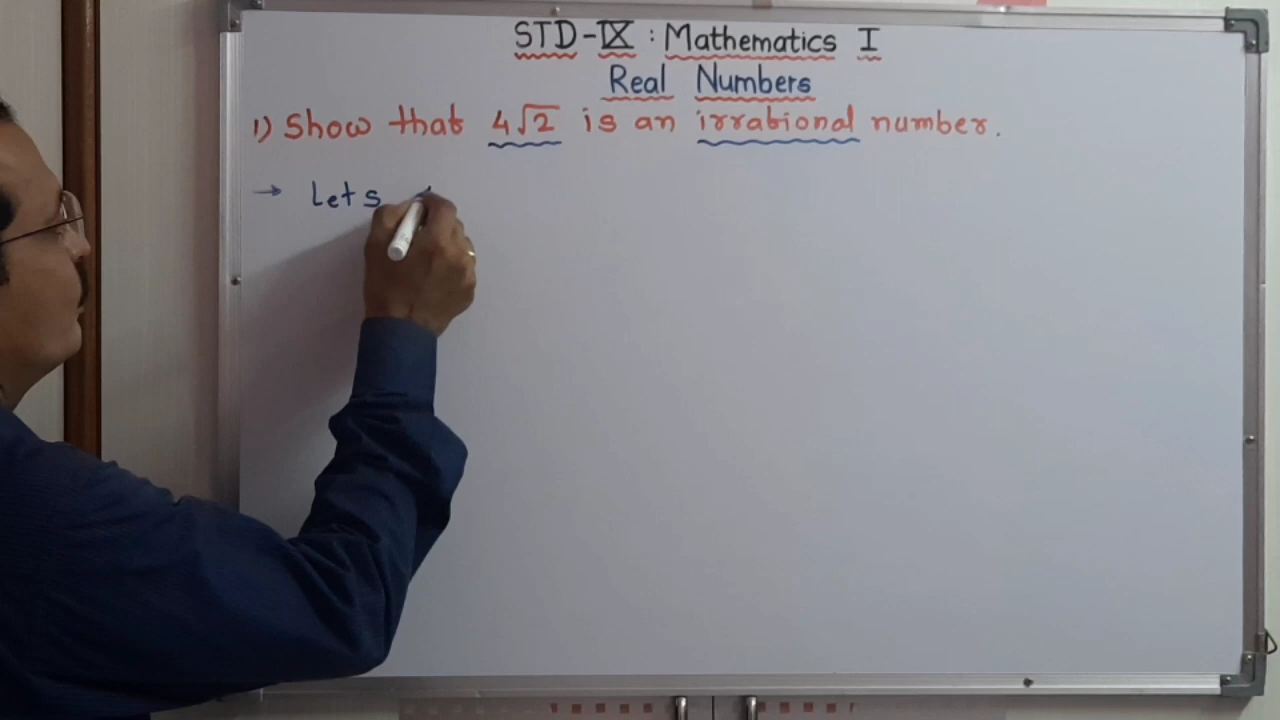 STD-IX : Mathematics I
Real Numbers
1) Show that 4√2 is an irrational number.
→ Lets